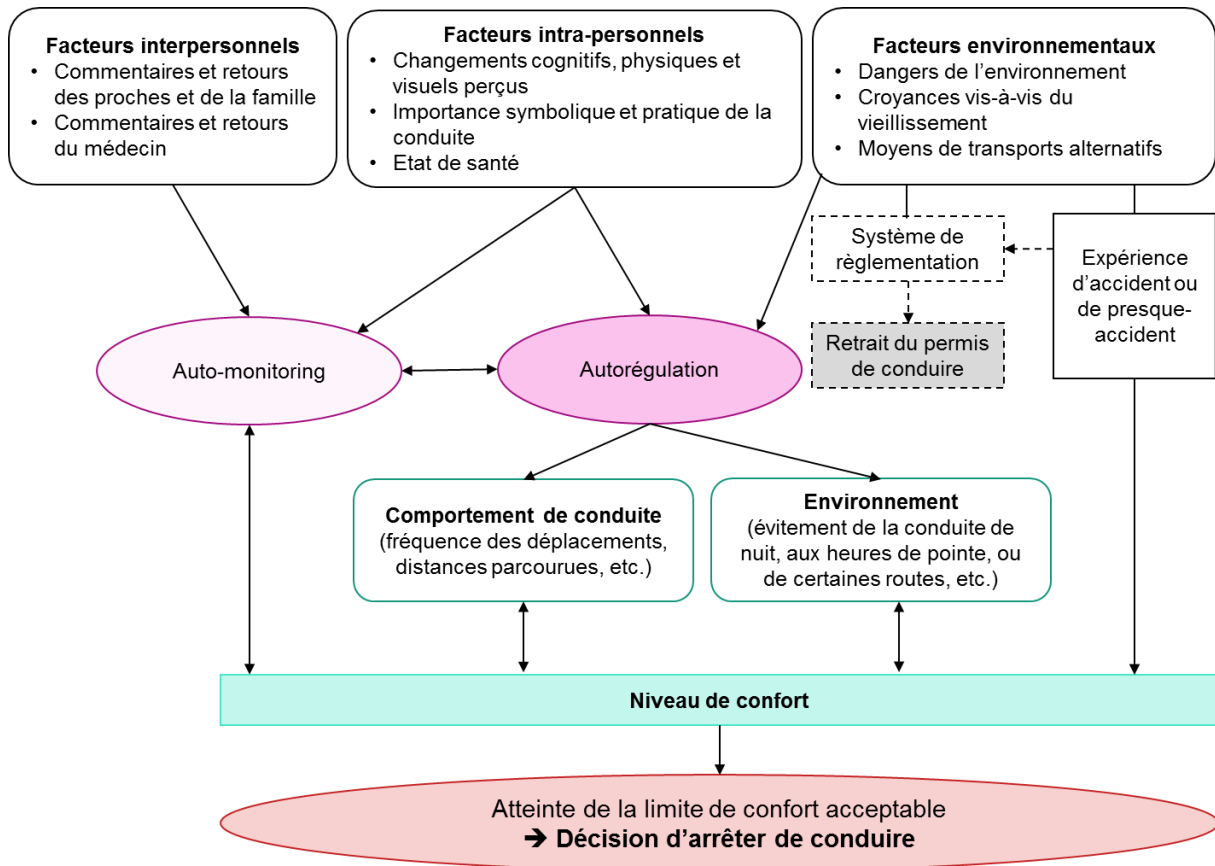 Facteurs interpersonnels
• Commentaires et retours
des proches et de la famille
• Commentaires et retours
du médecin
Facteurs intra-personnels
• Changements cognitifs, physiques et
visuels perçus
• Importance symbolique et pratique de la
conduite
• Etat de santé
Facteurs environnementaux
• Dangers de l’environnement
• Croyances vis-à-vis du
vieillissement
• Moyens de transports alternatifs
Système de
règlementation
Expérience
d’accident ou
de presque-
accident
Retrait du permis
de conduire
Auto-monitoring
Autorégulation
Comportement de conduite
(fréquence des déplacements,
distances parcourues, etc.)
Environnement
(évitement de la conduite de
nuit, aux heures de pointe, ou
de certaines routes, etc.)
Niveau de confort
Atteinte de la limite de confort acceptable
➔ Décision d’arrêter de conduire